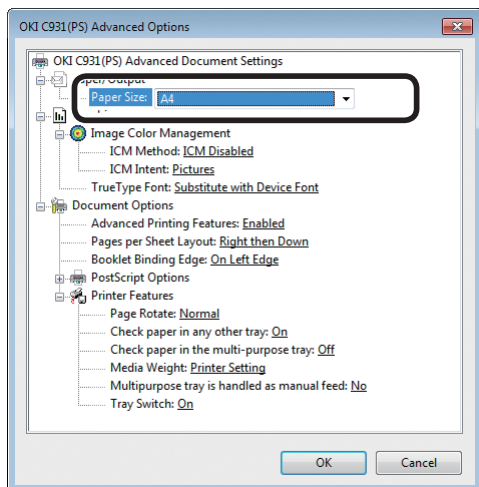 OKI C931(PS) Advanced Options
OKI C931(PS) Advanced Document Settings
Paper Size: A4
Image Color Management
ICM Method: ICM Disabled
ICM Intent: Pictures
TrueType Font: Substitute with Device Font
Document Options
Advanced Printing Features: Enabled
Pages per Sheet Layout: Right then Down
Booklet Binding Edge: On Left Edge
PostScript Options
Printer Features
Page Rotate: Normal
Check paper in any other tray: On
Check paper in the multi-purpose tray: Off
Media Weight: Printer Setting
Multipurpose tray is handled as manual feed: No
Tray Switch: On
OK
Cancel